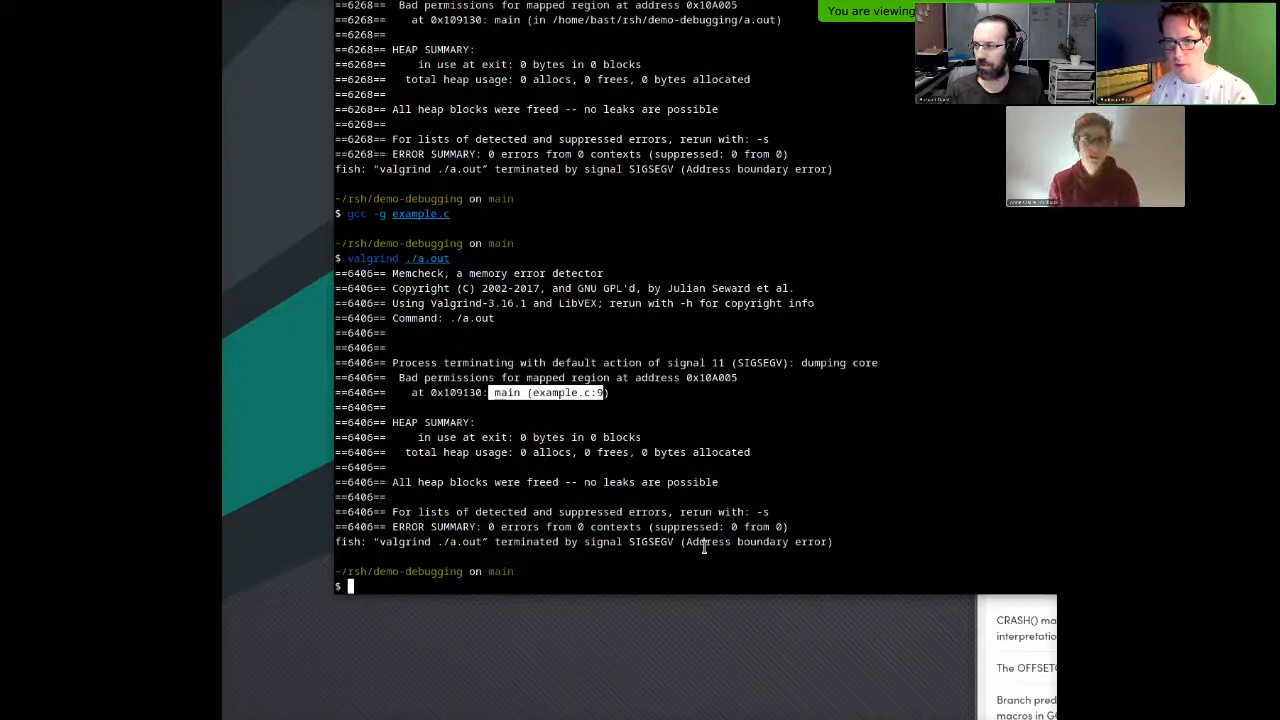 ==6268==  Bad permissions for mapped region at address 0x10A005
==6268==    at 0x109130: main (in /home/bast/rsh/demo-debugging/a.out)
==6268==
==6268== HEAP SUMMARY:
==6268==     in use at exit: 0 bytes in 0 blocks
==6268==   total heap usage: 0 allocs, 0 frees, 0 bytes allocated
==6268==
==6268== All heap blocks were freed -- no leaks are possible
==6268==
==6268== For lists of detected and suppressed errors, rerun with: -s
==6268== ERROR SUMMARY: 0 errors from 0 contexts (suppressed: 0 from 0)
fish: “valgrind ./a.out” terminated by signal SIGSEGV (Address boundary error)
~/rsh/demo-debugging on main
$ gcc -g example.c
~/rsh/demo-debugging on main
$ valgrind ./a.out
==6406== Memcheck, a memory error detector
==6406== Copyright (C) 2002-2017, and GNU GPL'd, by Julian Seward et al.
==6406== Using Valgrind-3.16.1 and LibVEX; rerun with -h for copyright info
==6406== Command: ./a.out
==6406==
==6406==
==6406== Process terminating with default action of signal 11 (SIGSEGV): dumping core
==6406==  Bad permissions for mapped region at address 0x10A005
==6406==    at 0x109130: main (example.c:9)
==6406==
==6406== HEAP SUMMARY:
==6406==     in use at exit: 0 bytes in 0 blocks
==6406==   total heap usage: 0 allocs, 0 frees, 0 bytes allocated
==6406==
==6406== All heap blocks were freed -- no leaks are possible
==6406==
==6406== For lists of detected and suppressed errors, rerun with: -s
==6406== ERROR SUMMARY: 0 errors from 0 contexts (suppressed: 0 from 0)
fish: “valgrind ./a.out” terminated by signal SIGSEGV (Address boundary error)
~/rsh/demo-debugging on main
$
You are viewing
Richard Darst
Radovan Bast
CRASH() ma
interpretatio
The OFFSETO
Branch pred
macros in GC